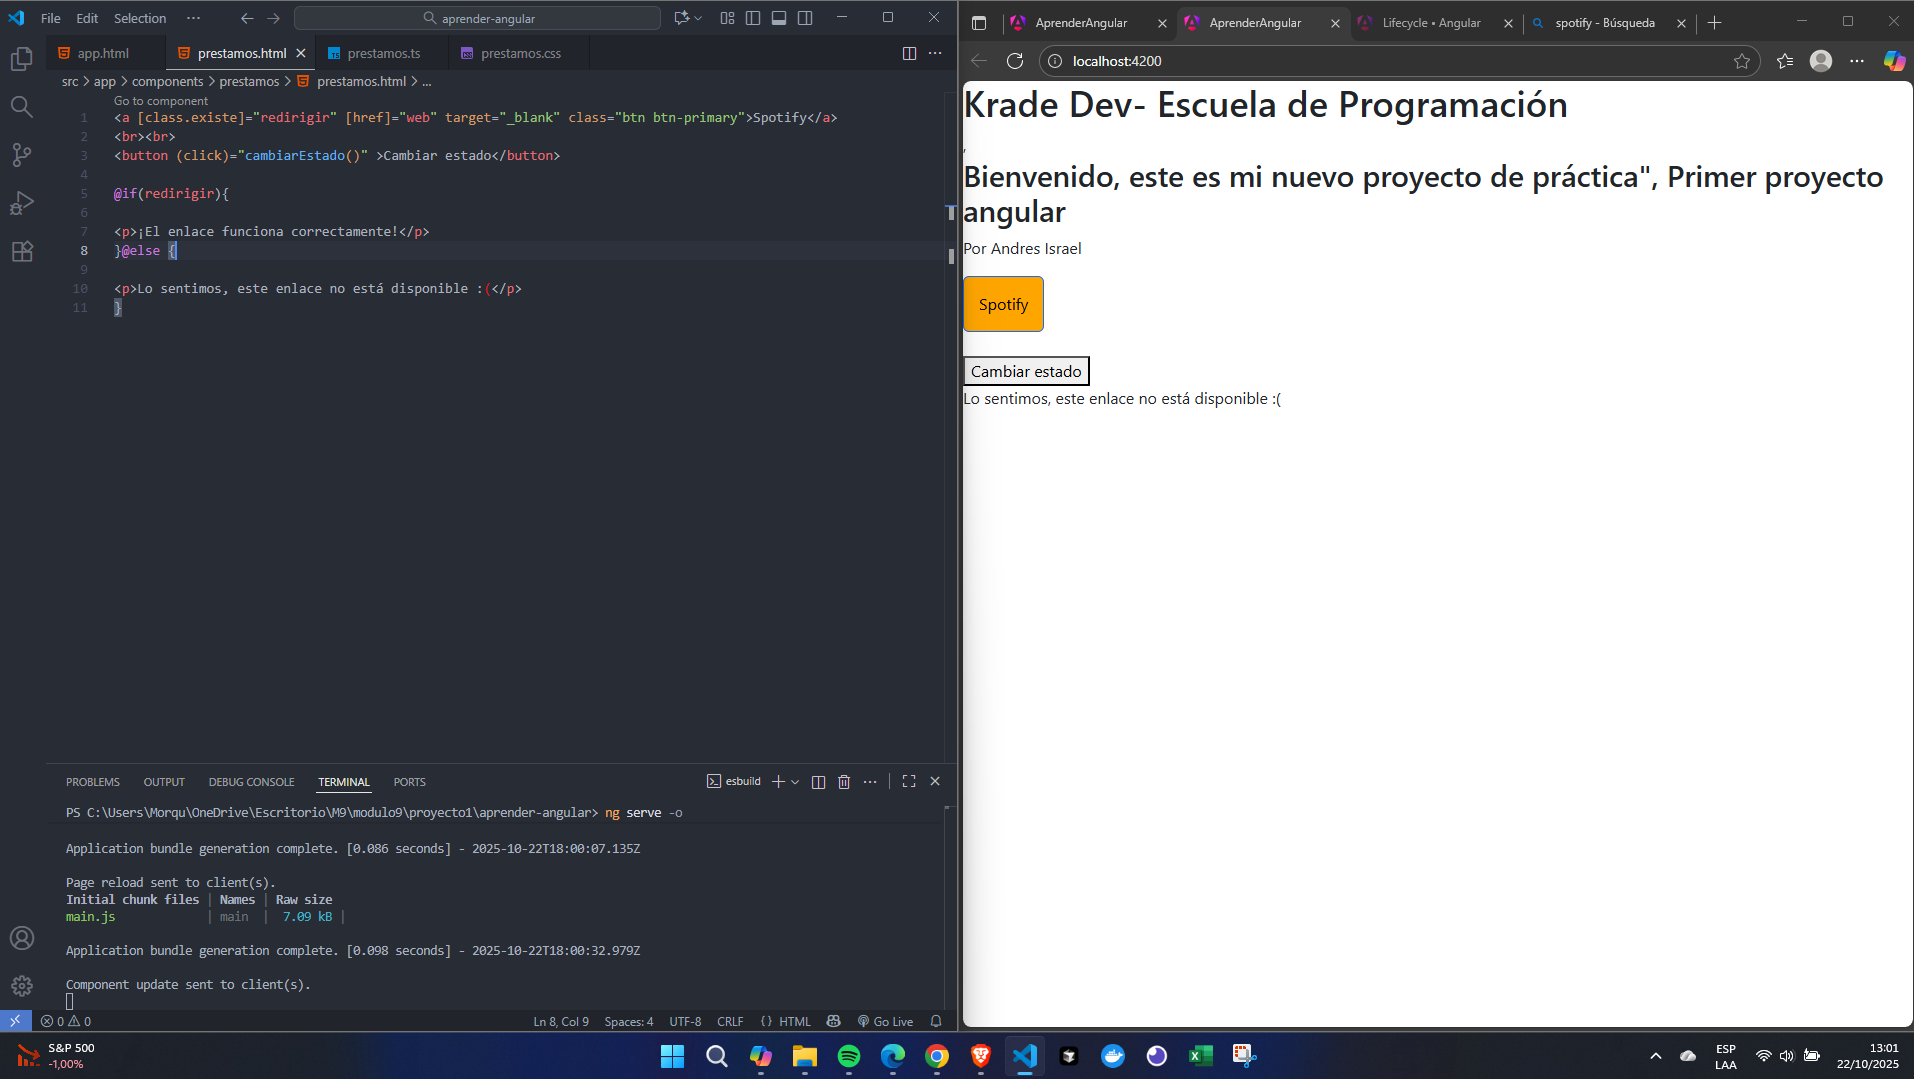 File Edit Selection ··· aprender-angular
app.html prestamos.html prestamos.ts prestamos.css
src > app > components > prestamos > prestamos.html > ...
Go to component
1 <a [class.existe]="redirigir" [href]="web" target="_blank" class="btn btn-primary">Spotify</a>
2 <br><br>
3 <button (click)="cambiarEstado()" >Cambiar estado</button>
4
5 @if(redirigir){
6
7 <p>¡El enlace funciona correctamente!</p>
8 }@else {
9
10 <p>Lo sentimos, este enlace no está disponible :(</p>
11 }
PROBLEMS OUTPUT DEBUG CONSOLE TERMINAL PORTS esbuild
PS C:\Users\Morqu\OneDrive\Escritorio\M9\modulo9\proyecto1\aprender-angular> ng serve -o
Application bundle generation complete. [0.086 seconds] - 2025-10-22T18:00:07.135Z
Page reload sent to client(s).
Initial chunk files | Names | Raw size
main.js | main | 7.09 kB |
Application bundle generation complete. [0.098 seconds] - 2025-10-22T18:00:32.979Z
Component update sent to client(s).
0 0 Ln 8, Col 9 Spaces: 4 UTF-8 CRLF {} HTML Go Live
AprenderAngular AprenderAngular Lifecycle • Angular spotify - Búsqueda
localhost:4200
Krade Dev- Escuela de Programación
,
Bienvenido, este es mi nuevo proyecto de práctica", Primer proyecto
angular
Por Andres Israel
Spotify
Cambiar estado
Lo sentimos, este enlace no está disponible :(
S&P 500
-1,00%
ESP
LAA
13:01
22/10/2025